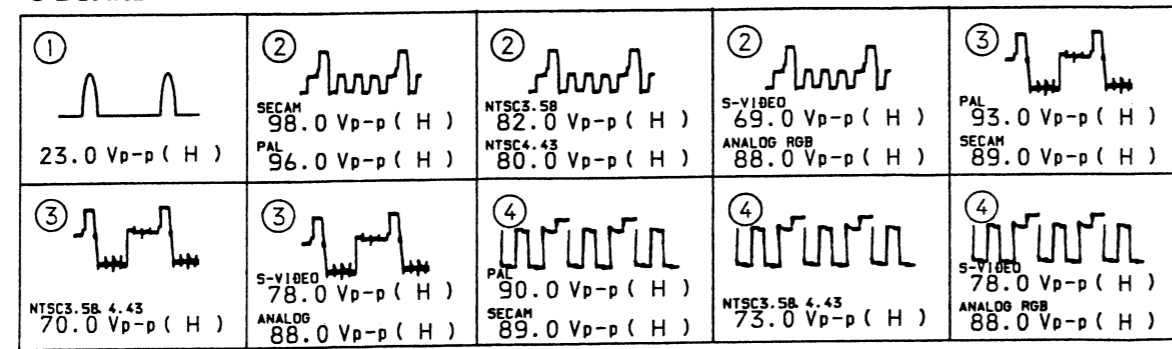 ①
23.0 Vp-p ( H )
②
SECAM
98.0 Vp-p ( H )
PAL
96.0 Vp-p ( H )
②
NTSC3.58
82.0 Vp-p ( H )
NTSC4.43
80.0 Vp-p ( H )
②
S-VIDEO
69.0 Vp-p ( H )
ANALOG RGB
88.0 Vp-p ( H )
③
PAL
93.0 Vp-p ( H )
SECAM
89.0 Vp-p ( H )
③
NTSC3.58. 4.43
70.0 Vp-p ( H )
③
S-VIDEO
78.0 Vp-p ( H )
ANALOG
88.0 Vp-p ( H )
④
PAL
90.0 Vp-p ( H )
SECAM
89.0 Vp-p ( H )
④
NTSC3.58. 4.43
73.0 Vp-p ( H )
④
S-VIDEO
78.0 Vp-p ( H )
ANALOG RGB
88.0 Vp-p ( H )